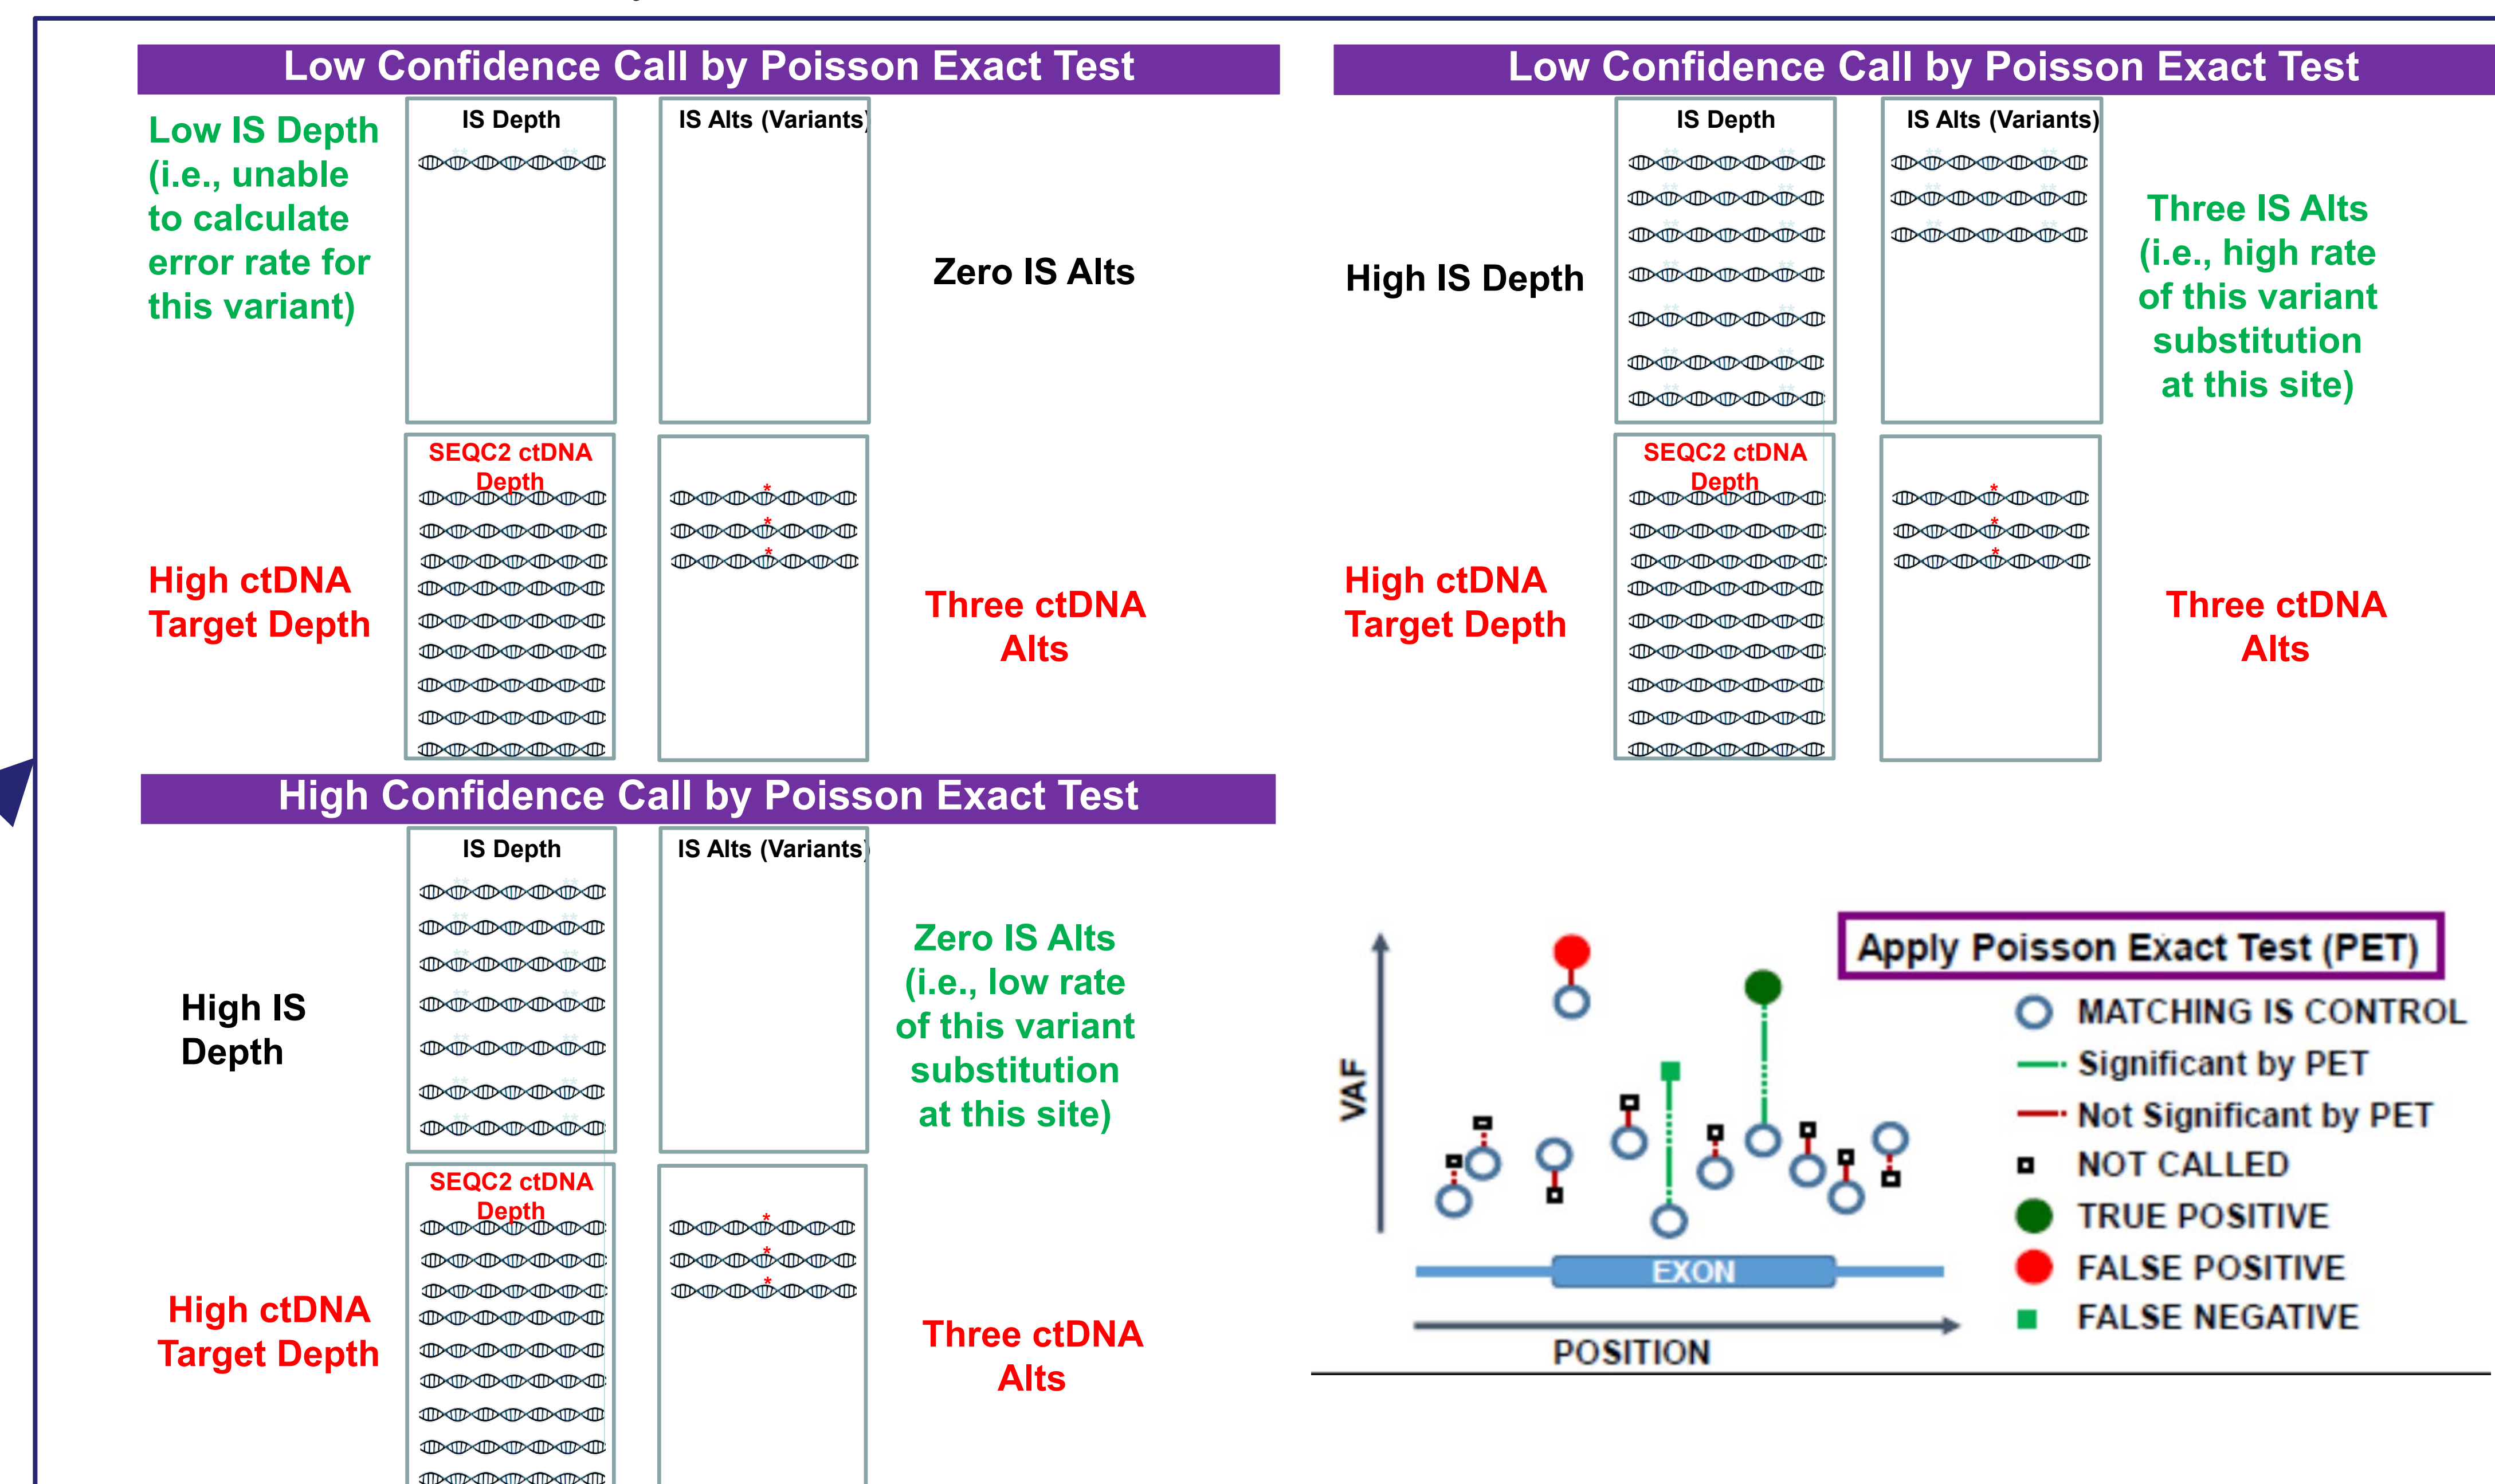 Low Confidence Call by Poisson Exact Test
Low IS Depth
(i.e., unable
to calculate
error rate for
this variant)
IS Depth
IS Alts (Variants)
Zero IS Alts
High ctDNA
Target Depth
SEQC2 ctDNA
Depth
Three ctDNA
Alts
Low Confidence Call by Poisson Exact Test
High IS Depth
IS Depth
IS Alts (Variants)
Three IS Alts
(i.e., high rate
of this variant
substitution
at this site)
High ctDNA
Target Depth
SEQC2 ctDNA
Depth
Three ctDNA
Alts
High Confidence Call by Poisson Exact Test
High IS
Depth
IS Depth
IS Alts (Variants)
Zero IS Alts
(i.e., low rate
of this variant
substitution
at this site)
High ctDNA
Target Depth
SEQC2 ctDNA
Depth
Three ctDNA
Alts
Apply Poisson Exact Test (PET)
VAF
MATCHING IS CONTROL
Significant by PET
Not Significant by PET
NOT CALLED
TRUE POSITIVE
FALSE POSITIVE
FALSE NEGATIVE
EXON
POSITION